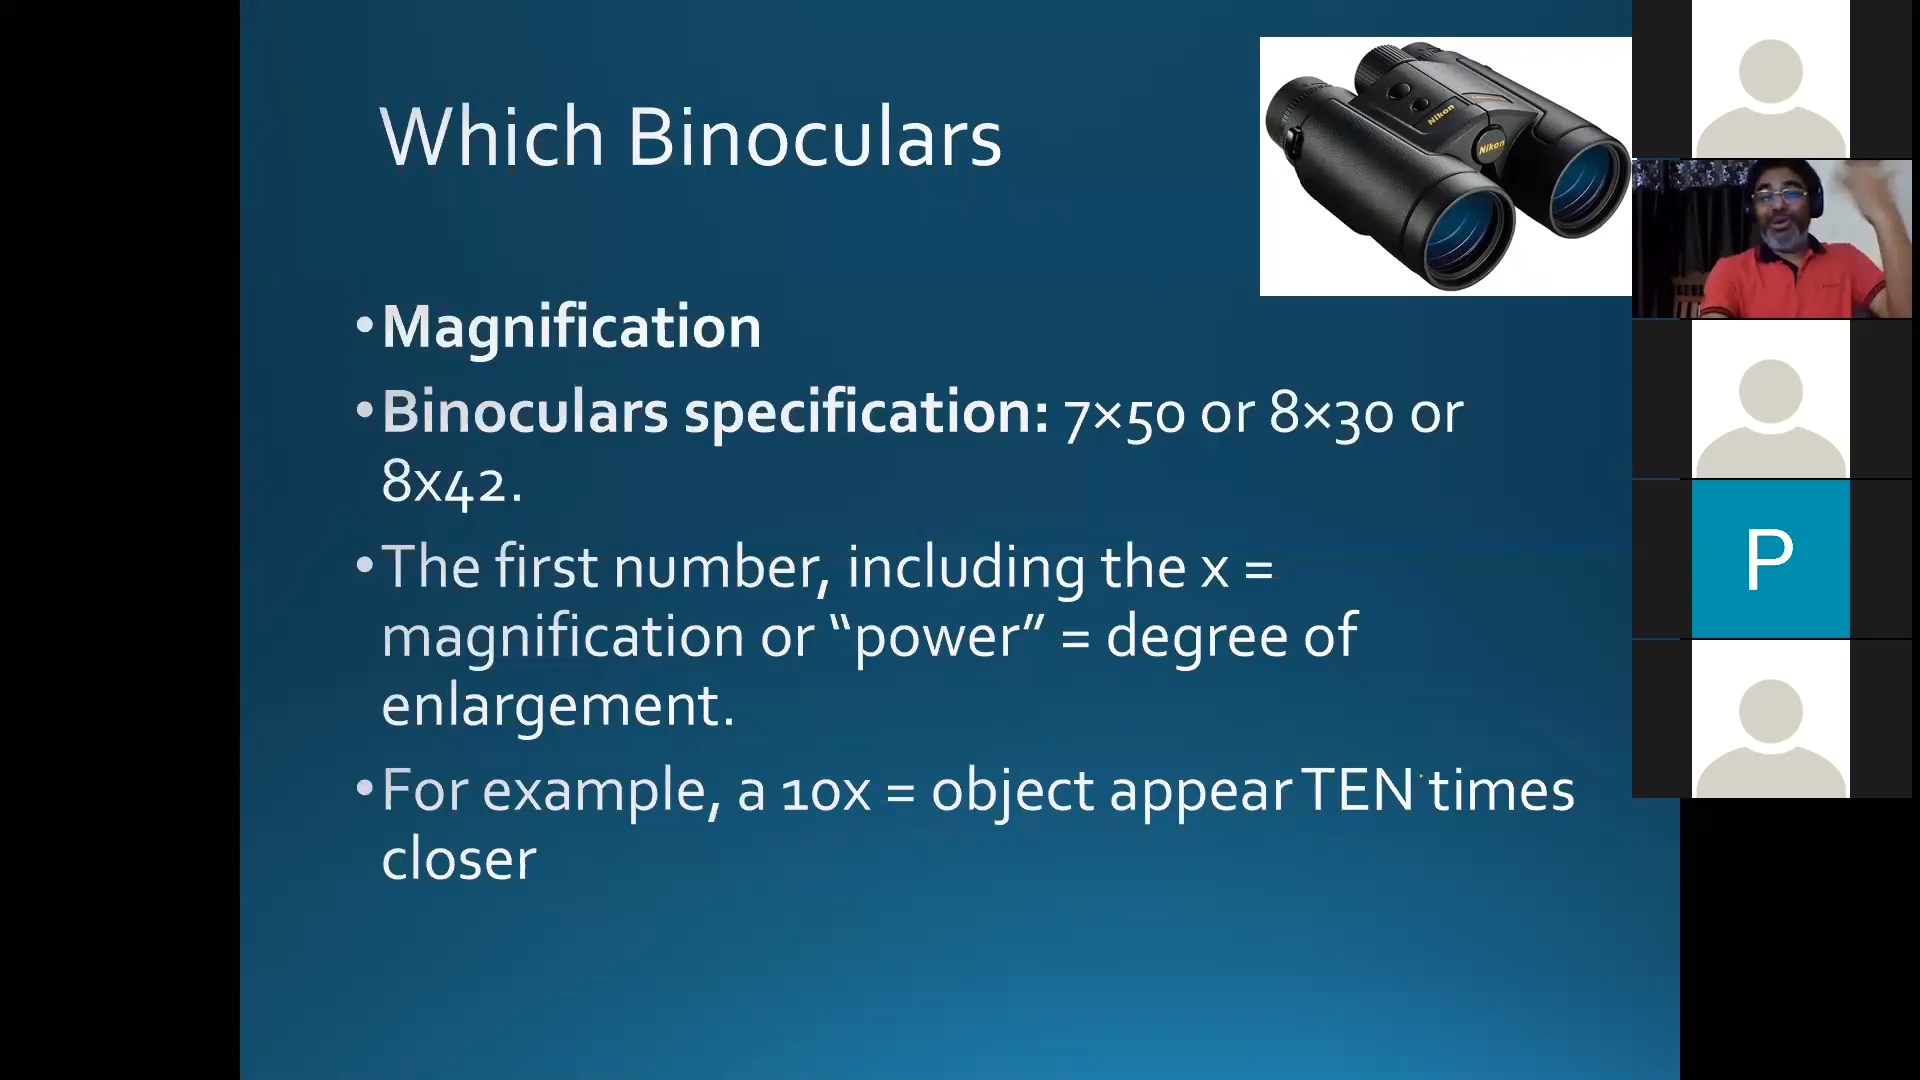 Which Binoculars
Nikon
Nikon
•Magnification
•Binoculars specification: 7×50 or 8×30 or
8x42.
•The first number, including the x =
magnification or “power” = degree of
enlargement.
•For example, a 10x = object appear TEN times
closer
P